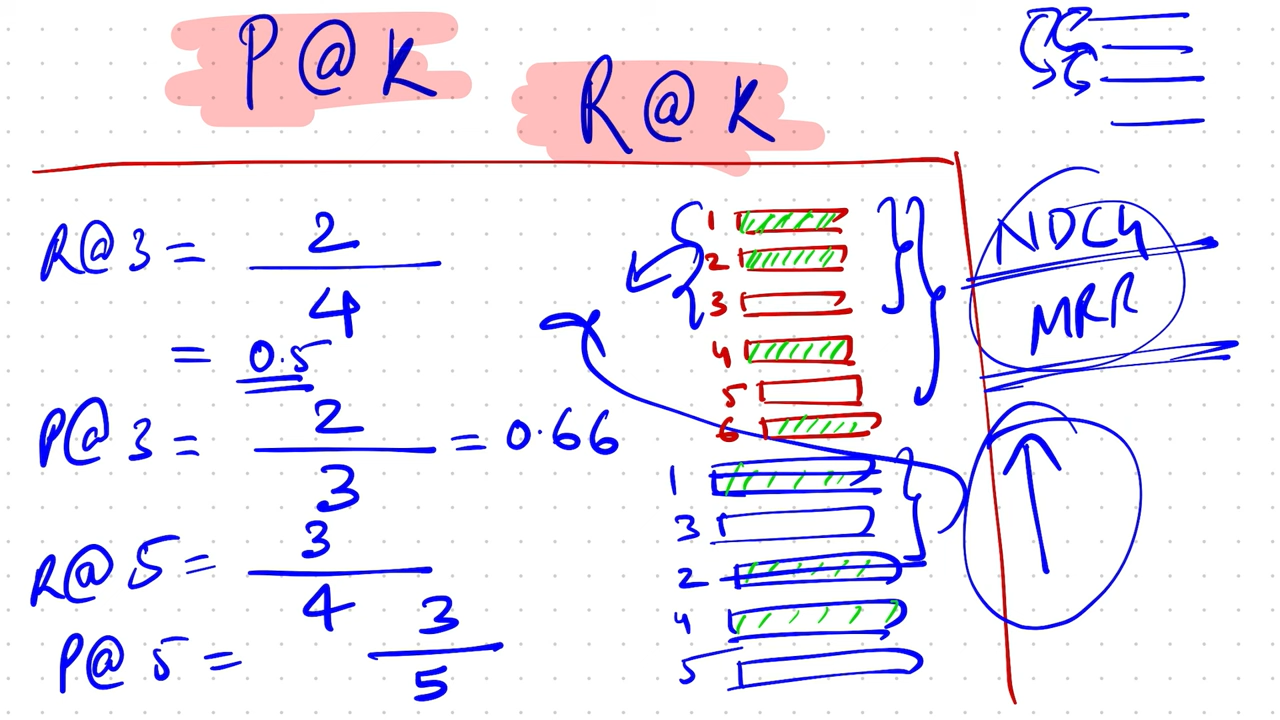 P@K
R@K
R@3 = 2/4
= 0.5
P@3 = 2/3 = 0.66
R@5 = 3/4
P@5 = 3/5
1
2
3
4
5
6
1
3
2
4
5
NDCG
MRR